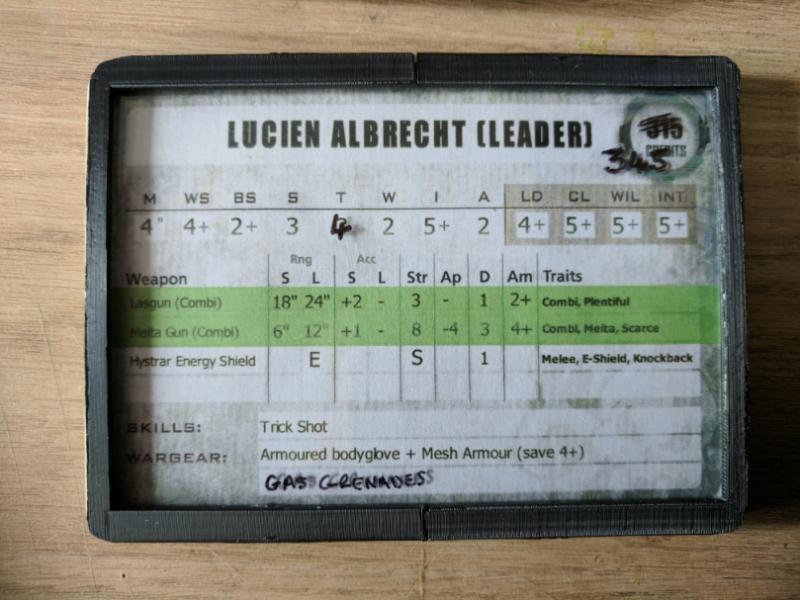 LUCIEN ALBRECHT (LEADER)
315
CREDITS
345
M WS BS S T W I A LD CL WIL INT
4" 4+ 2+ 3 4 2 5+ 2 4+ 5+ 5+ 5+
Rng Acc
Weapon S L S L Str Ap D Am Traits
Lasgun (Combi) 18" 24" +2 - 3 - 1 2+ Combi, Plentiful
Melta Gun (Combi) 6" 12" +1 - 8 -4 3 4+ Combi, Melta, Scarce
Hystrar Energy Shield E S 1 Melee, E-Shield, Knockback
SKILLS: Trick Shot
WARGEAR: Armoured bodyglove + Mesh Armour (save 4+)
GAS GRENADESS